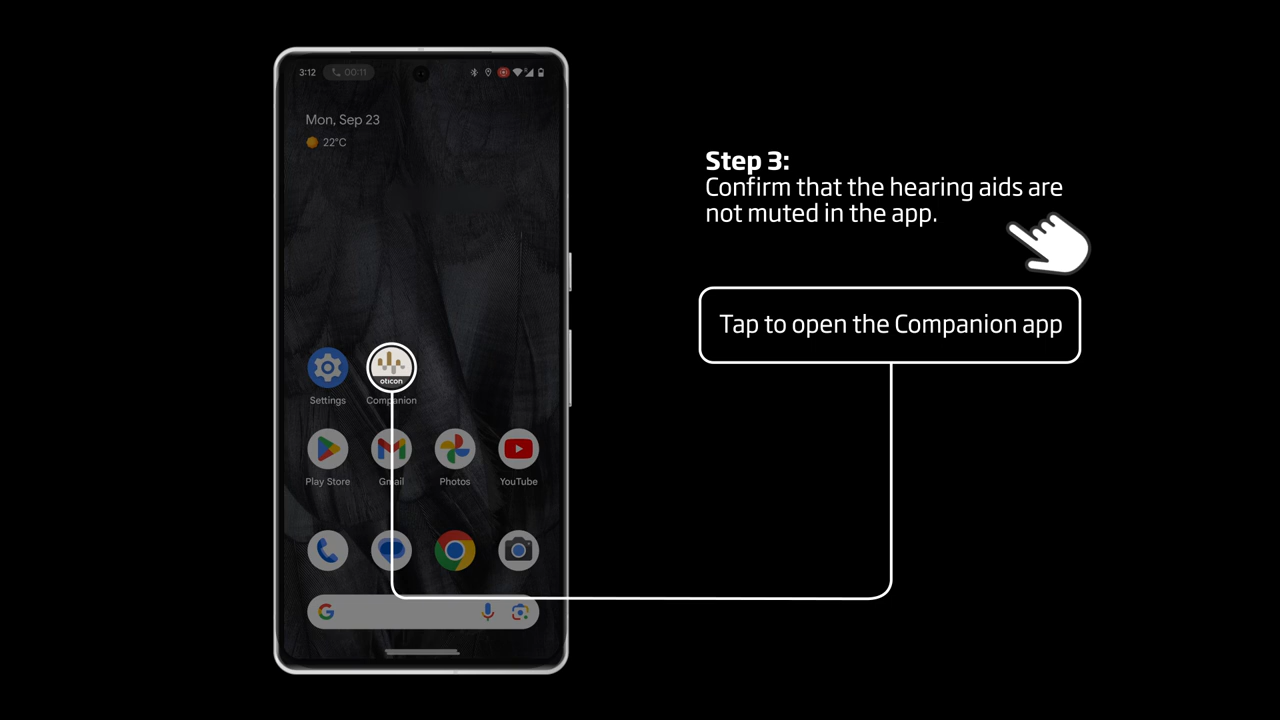 3:12 00:11
Mon, Sep 23
22°C
Step 3:
Confirm that the hearing aids are
not muted in the app.
Tap to open the Companion app
oticon
Settings Companion
Play Store Gmail Photos YouTube